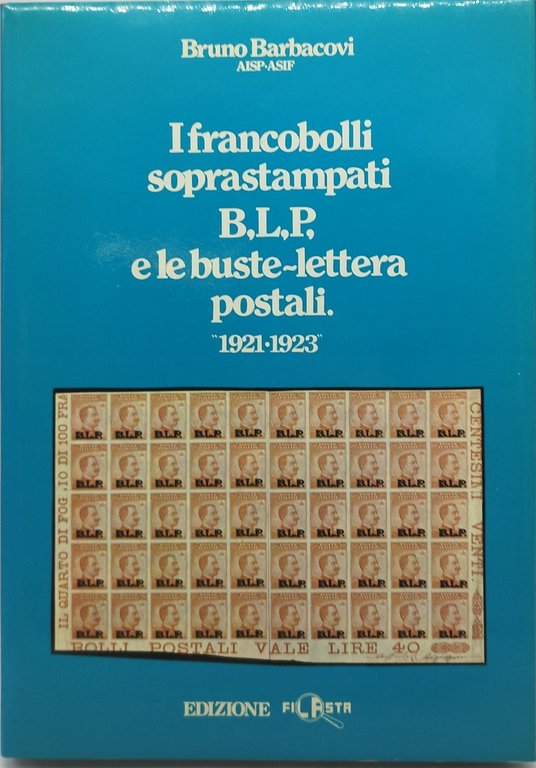 Bruno Barbacovi
AISP·ASIF
I francobolli
soprastampati
B,L,P,
e le buste~lettera
postali.
"1921·1923"
IL QUARTO DI FOG .IO DI 100 FRA
CENTESIMI VENTI.
B.L.P. B.L.P. B.L.P. B.L.P. B.L.P. B.L.P. B.L.P. B.L.P. B.L.P. B.L.P.
B.L.P. B.L.P. B.L.P. B.L.P. B.L.P. B.L.P. B.L.P. B.L.P. B.L.P. B.L.P.
B.L.P. B.L.P. B.L.P. B.L.P. B.L.P. B.L.P. B.L.P. B.L.P. B.L.P. B.L.P.
B.L.P. B.L.P. B.L.P. B.L.P. B.L.P. B.L.P. B.L.P. B.L.P. B.L.P. B.L.P.
B.L.P. B.L.P. B.L.P. B.L.P. B.L.P. B.L.P. B.L.P. B.L.P. B.L.P. B.L.P.
BOLLI POSTALI VALE LIRE 40
EDIZIONE FILASTA